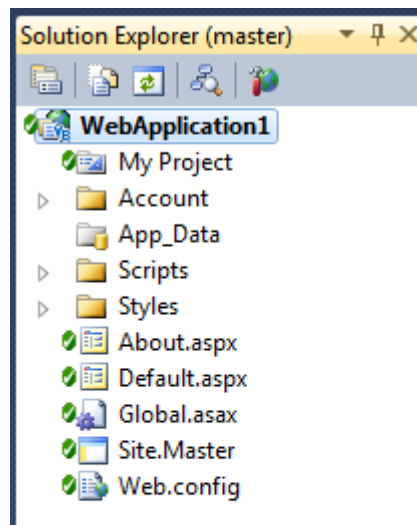 Solution Explorer (master)
WebApplication1
My Project
Account
App_Data
Scripts
Styles
About.aspx
Default.aspx
Global.asax
Site.Master
Web.config